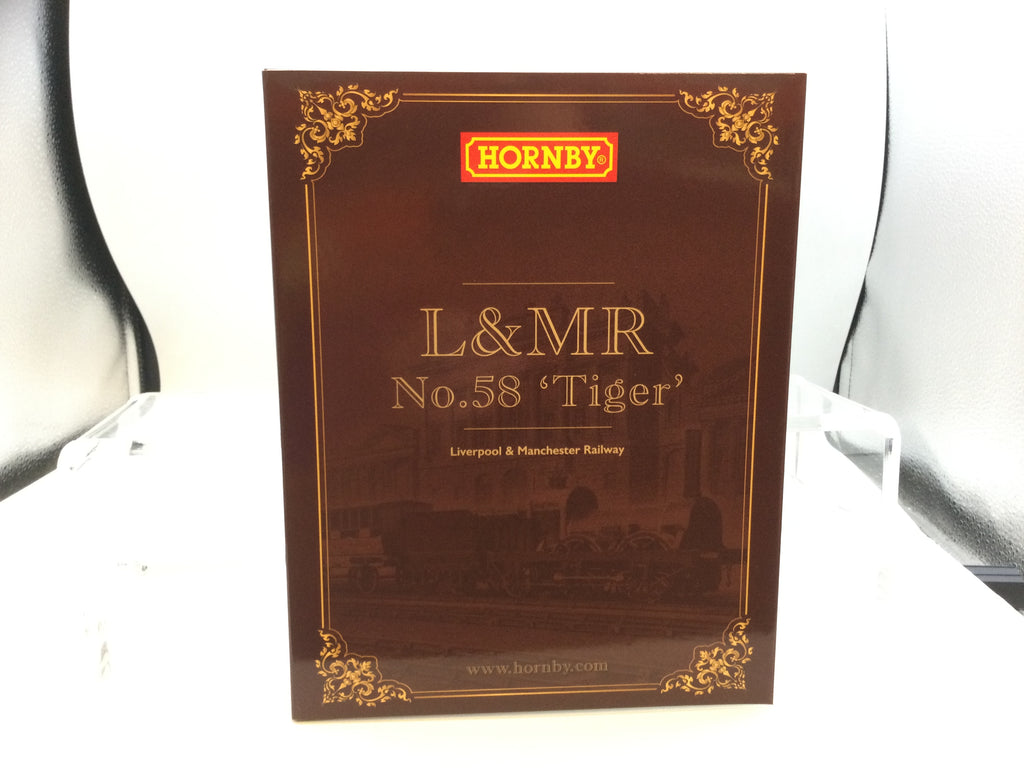 HORNBY®
L&MR
No.58 ‘Tiger’
Liverpool & Manchester Railway
www.hornby.com